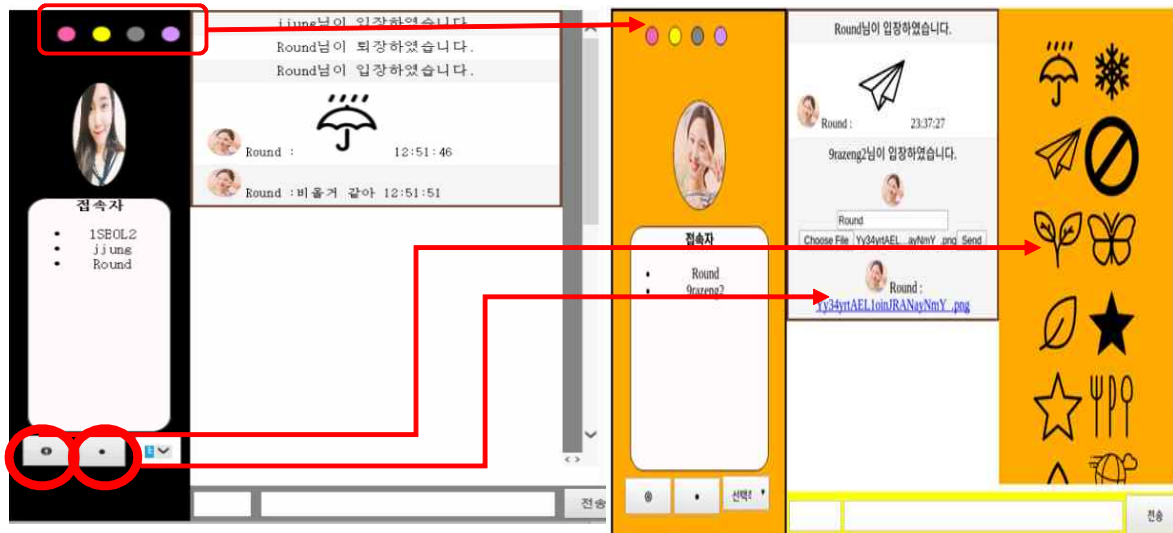 jjung님이 입장하였습니다.
Round님이 퇴장하였습니다.
Round님이 입장하였습니다.
Round : 12:51:46
Round :비올거 같아 12:51:51
접속자
1SEOL2
jjung
Round
전송
Round님이 입장하였습니다.
Round : 23:37:27
9razeng2님이 입장하였습니다.
Round
Choose File Yy34yrtAEL...ayNmY_.png Send
Round :
Yy34yrtAEL1oinJRANayNmY_.png
접속자
Round
9razeng2
전송